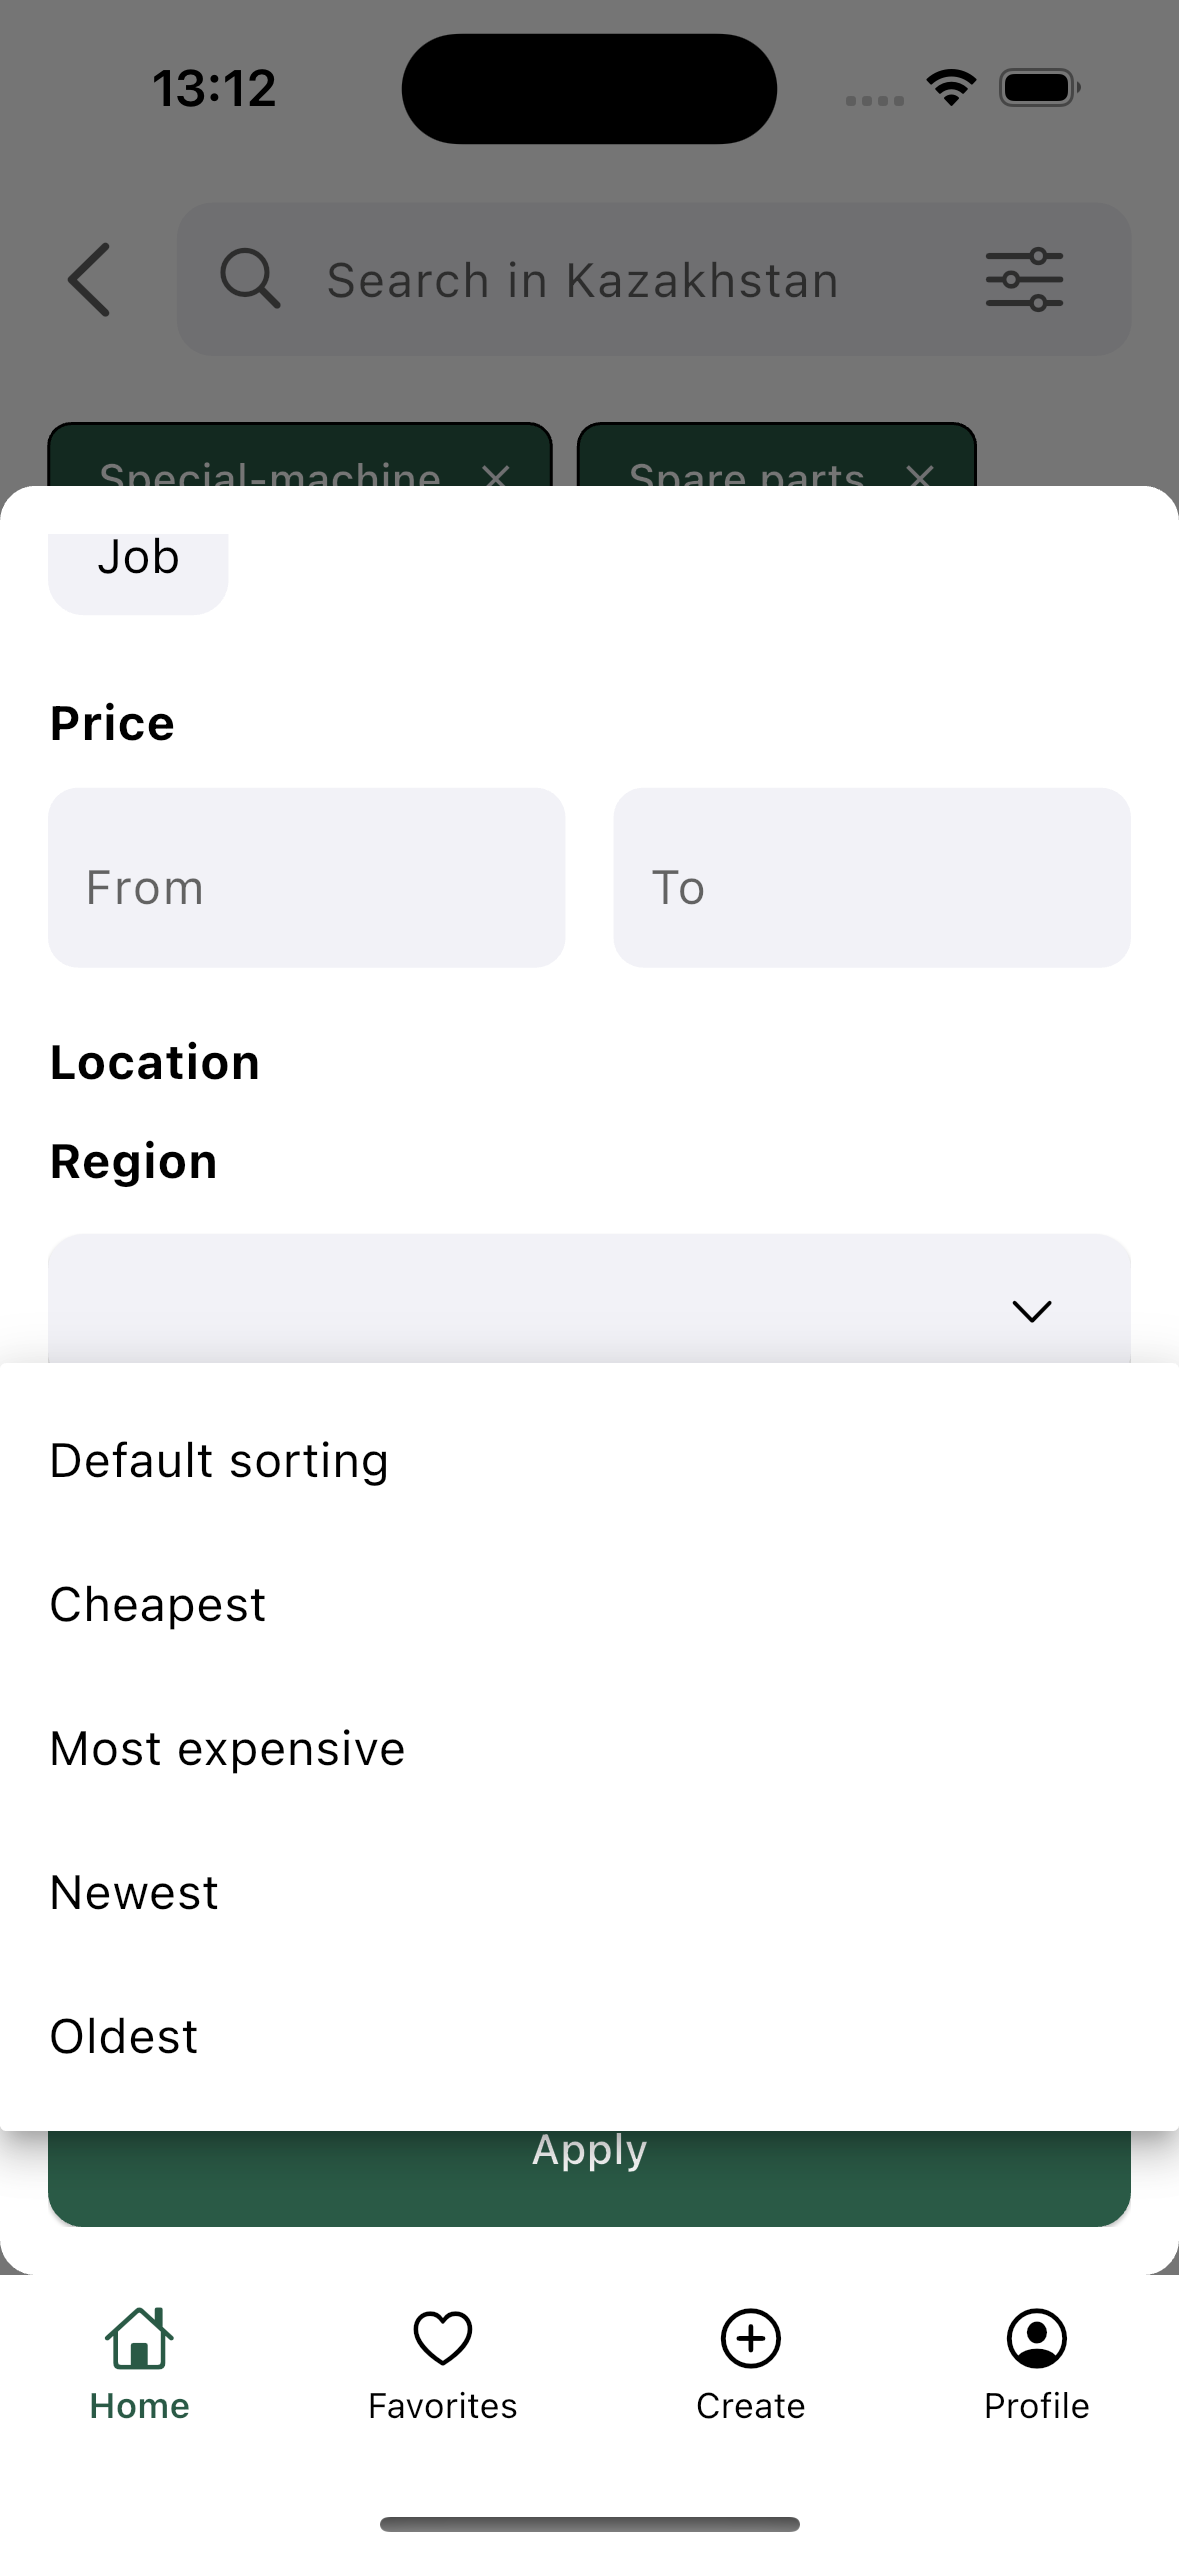 13:12
Search in Kazakhstan
Special-machine
Spare parts
Job
Price
From
To
Location
Region
Default sorting
Cheapest
Most expensive
Newest
Oldest
Apply
Home
Favorites
Create
Profile